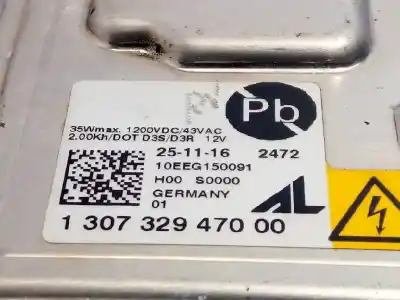 Pb
35Wmax. 1200VDC/43VAC
2.00Kh/DOT D3S/D3R 12V
25-11-16 2472
10EEG150091
H00 S0000
GERMANY
01
AL
1 307 329 470 00